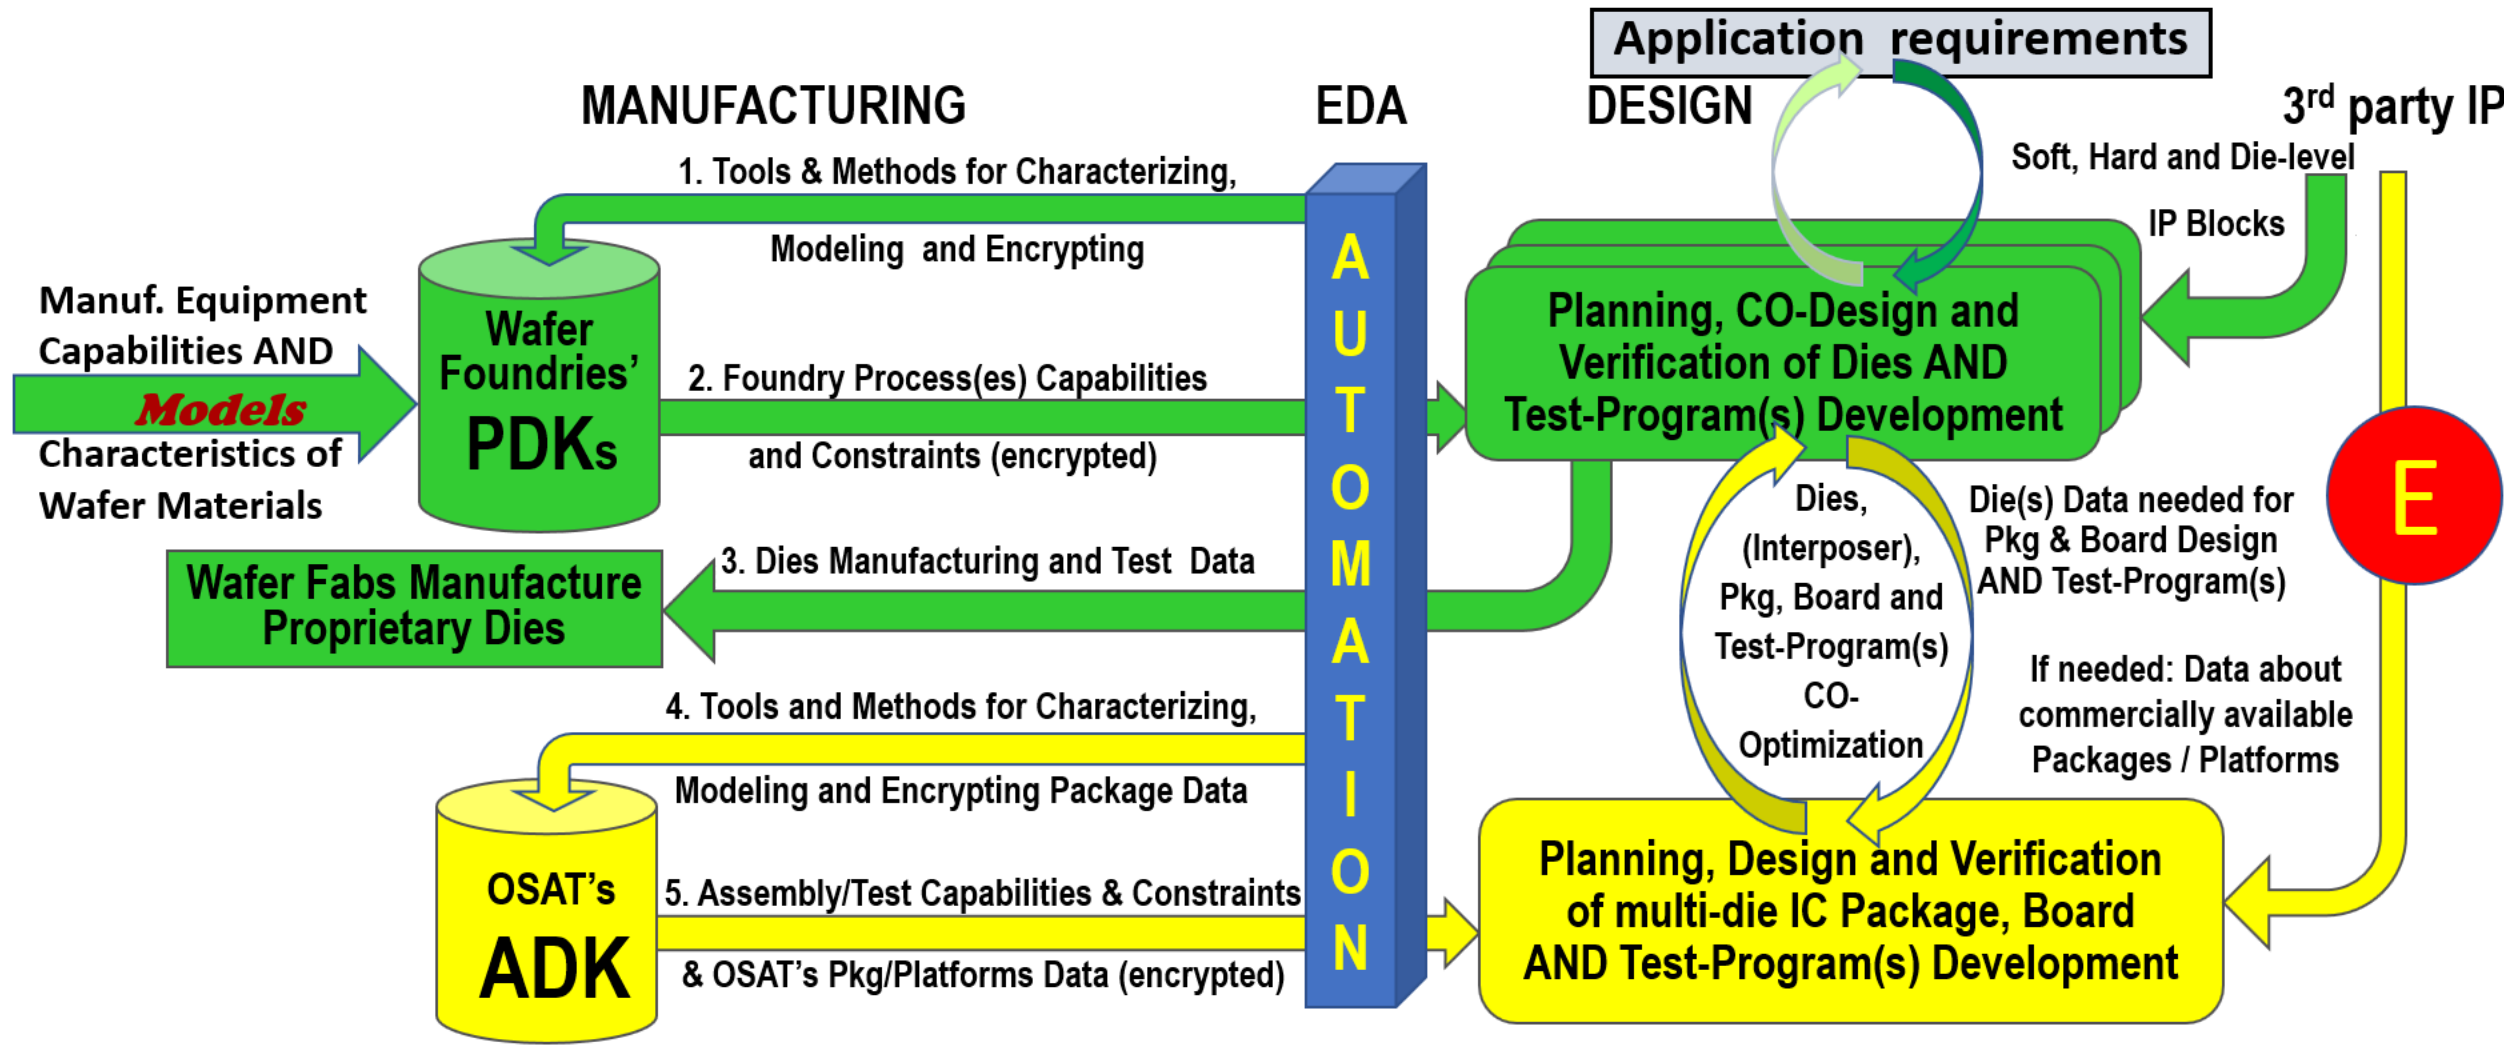 Application requirements
MANUFACTURING
EDA
DESIGN
3rd party IP
1. Tools & Methods for Characterizing,
Modeling and Encrypting
Soft, Hard and Die-level
IP Blocks
Manuf. Equipment
Capabilities AND
Models
Characteristics of
Wafer Materials
Wafer
Foundries’
PDKs
2. Foundry Process(es) Capabilities
and Constraints (encrypted)
AUTOMATION
Planning, CO-Design and
Verification of Dies AND
Test-Program(s) Development
Wafer Fabs Manufacture
Proprietary Dies
3. Dies Manufacturing and Test Data
Dies,
(Interposer),
Pkg, Board and
Test-Program(s)
CO-
Optimization
Die(s) Data needed for
Pkg & Board Design
AND Test-Program(s)
E
If needed: Data about
commercially available
Packages / Platforms
4. Tools and Methods for Characterizing,
Modeling and Encrypting Package Data
OSAT’s
ADK
5. Assembly/Test Capabilities & Constraints
& OSAT’s Pkg/Platforms Data (encrypted)
Planning, Design and Verification
of multi-die IC Package, Board
AND Test-Program(s) Development